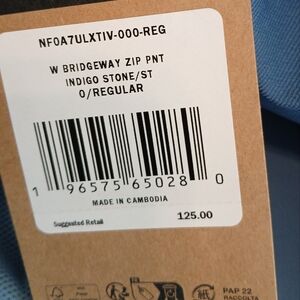 NF0A7ULXTIV-000-REG
W BRIDGEWAY ZIP PNT
INDIGO STONE/ST
0/REGULAR
1 96575 65028 0
MADE IN CAMBODIA
Suggested Retail 125.00
PAP 22
RACCOLTA